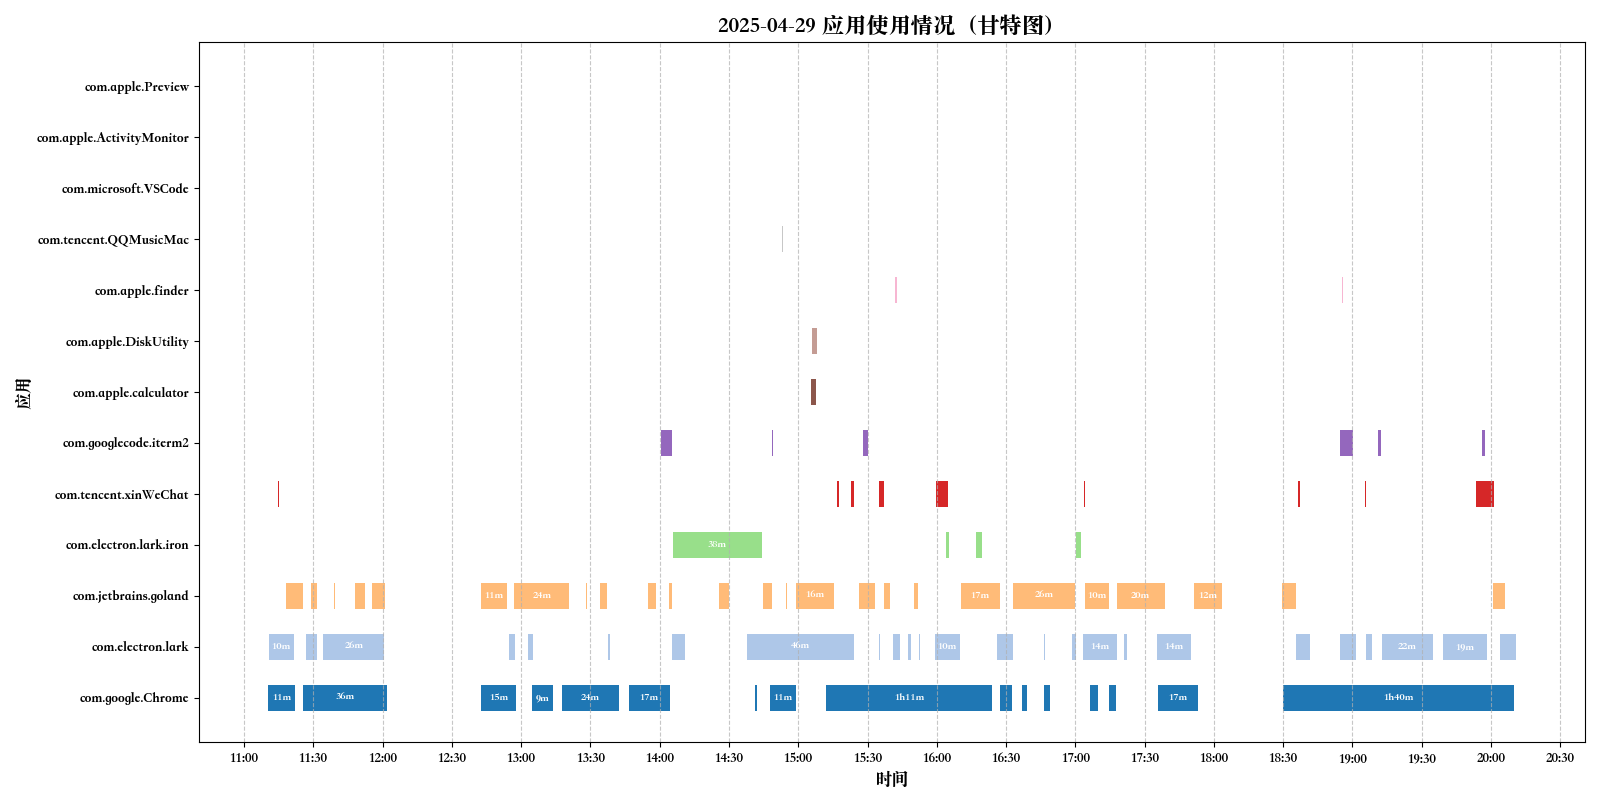 2025-04-29 应用使用情况（甘特图）
com.apple.Preview
com.apple.ActivityMonitor
com.microsoft.VSCode
com.tencent.QQMusicMac
com.apple.finder
com.apple.DiskUtility
com.apple.calculator
com.googlecode.iterm2
com.tencent.xinWeChat
com.electron.lark.iron
38m
com.jetbrains.goland
11m 24m 16m 17m 26m 10m 20m 12m
com.electron.lark
10m 26m 46m 10m 14m 14m 22m 19m
com.google.Chrome
11m 36m 15m 9m 24m 17m 11m 1h11m 17m 1h40m
应用
11:00 11:30 12:00 12:30 13:00 13:30 14:00 14:30 15:00 15:30 16:00 16:30 17:00 17:30 18:00 18:30 19:00 19:30 20:00 20:30
时间